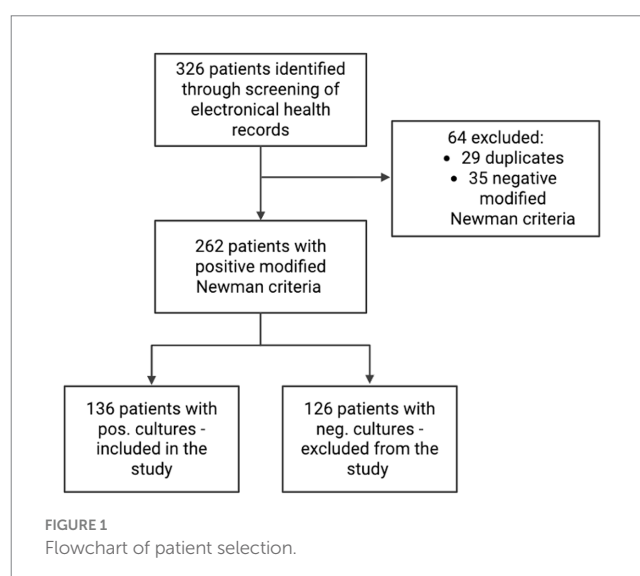 326 patients identified
through screening of
electronical health
records
64 excluded:
• 29 duplicates
• 35 negative
modified
Newman criteria
262 patients with
positive modified
Newman criteria
136 patients with
pos. cultures -
included in the
study
126 patients with
neg. cultures -
excluded from the
study
FIGURE 1
Flowchart of patient selection.